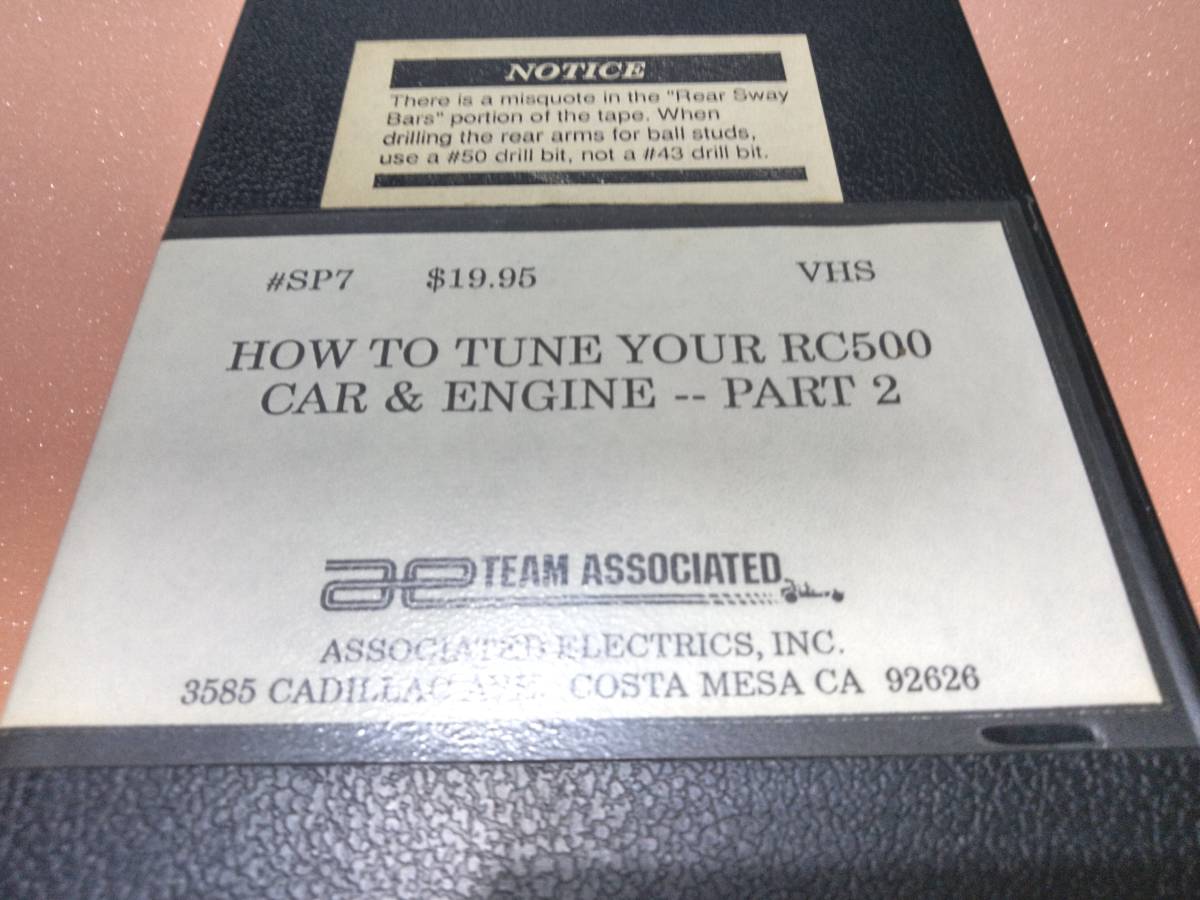 NOTICE
There is a misquote in the "Rear Sway
Bars" portion of the tape. When
drilling the rear arms for ball studs,
use a #50 drill bit, not a #43 drill bit.
#SP7 $19.95 VHS
HOW TO TUNE YOUR RC500
CAR & ENGINE -- PART 2
ae TEAM ASSOCIATED
ASSOCIATED ELECTRICS, INC.
3585 CADILLAC AVE. COSTA MESA CA 92626